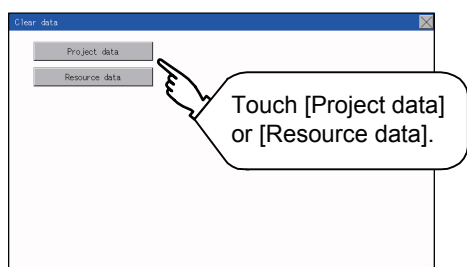 Clear data
Project data
Resource data
Touch [Project data]
or [Resource data].